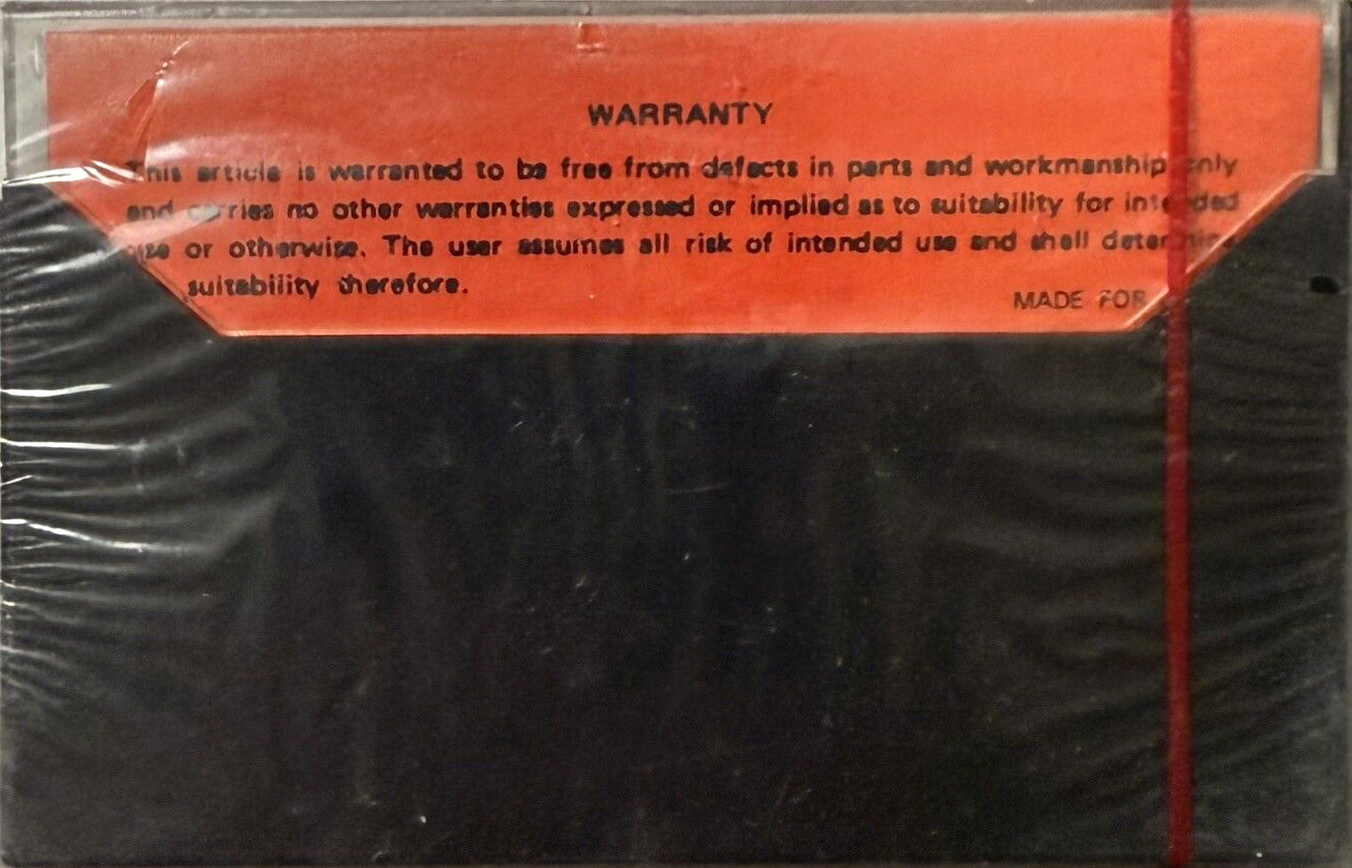 WARRANTY
This article is warranted to be free from defects in parts and workmanship only
and carries no other warranties expressed or implied as to suitability for intended
use or otherwise. The user assumes all risk of intended use and shall determine
suitability therefore.
MADE FOR